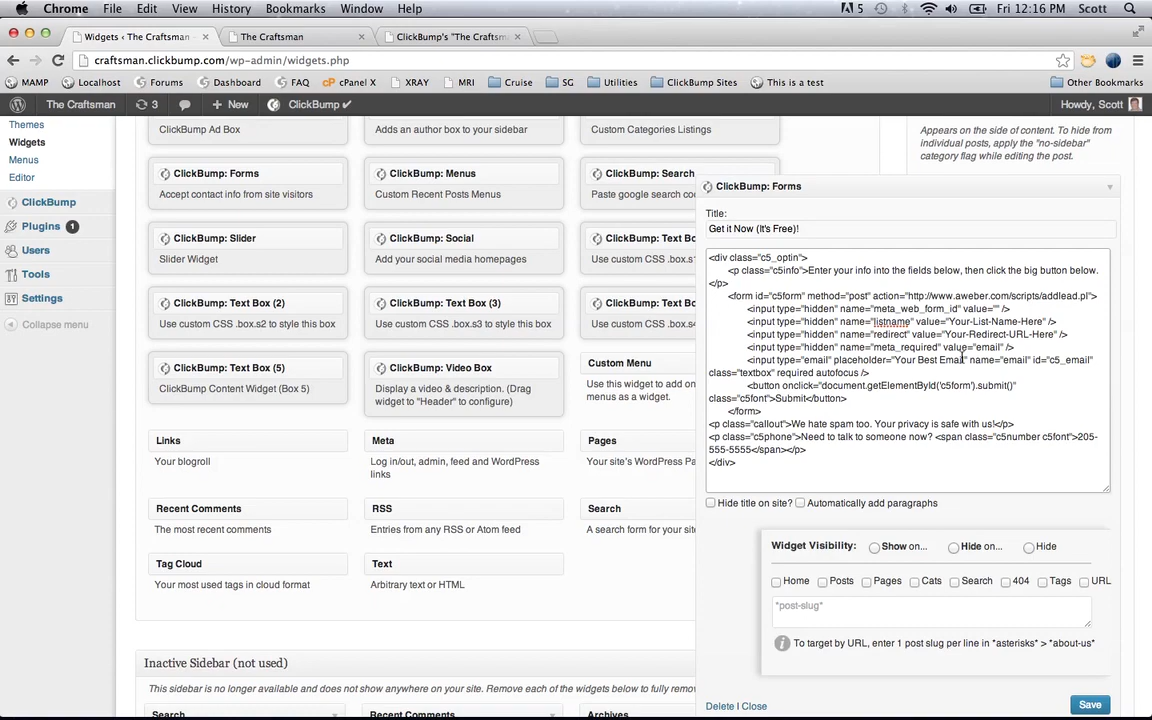 Chrome File Edit View History Bookmarks Window Help 5 Fri 12:16 PM Scott
Widgets ‹ The Craftsman The Craftsman ClickBump's "The Craftsm
craftsman.clickbump.com/wp-admin/widgets.php
MAMP Localhost Forums Dashboard FAQ cP cPanel X XRAY MRI Cruise SG Utilities ClickBump Sites This is a test Other Bookmarks
The Craftsman 3 New ClickBump ✔ Howdy, Scott
Themes
Widgets
Menus
Editor
ClickBump
Plugins 1
Users
Tools
Settings
Collapse menu
ClickBump Ad Box
Adds an author box to your sidebar
Custom Categories Listings
ClickBump: Forms
Accept contact info from site visitors
ClickBump: Menus
Custom Recent Posts Menus
ClickBump: Search
Paste google search co
ClickBump: Slider
Slider Widget
ClickBump: Social
Add your social media homepages
ClickBump: Text Bo
Use custom CSS .box.s1
ClickBump: Text Box (2)
Use custom CSS .box.s2 to style this box
ClickBump: Text Box (3)
Use custom CSS .box.s3 to style this box
ClickBump: Text Bo
Use custom CSS .box.s4
ClickBump: Text Box (5)
ClickBump Content Widget (Box 5)
ClickBump: Video Box
Display a video & description. (Drag
widget to "Header" to configure)
Custom Menu
Use this widget to add on
menus as a widget.
Links
Your blogroll
Meta
Log in/out, admin, feed and WordPress
links
Pages
Your site's WordPress Pa
Recent Comments
The most recent comments
RSS
Entries from any RSS or Atom feed
Search
A search form for your site
Tag Cloud
Your most used tags in cloud format
Text
Arbitrary text or HTML
Inactive Sidebar (not used)
This sidebar is no longer available and does not show anywhere on your site. Remove each of the widgets below to fully remov
Search Recent Comments Archives
Appears on the side of content. To hide from
individual posts, apply the "no-sidebar"
category flag while editing the post.
ClickBump: Forms
Title:
Get it Now (It's Free)!
<div class="c5_optin">
<p class="c5info">Enter your info into the fields below, then click the big button below.
</p>
<form id="c5form" method="post" action="http://www.aweber.com/scripts/addlead.pl">
<input type="hidden" name="meta_web_form_id" value="" />
<input type="hidden" name="listname" value="Your-List-Name-Here" />
<input type="hidden" name="redirect" value="Your-Redirect-URL-Here" />
<input type="hidden" name="meta_required" value="email" />
<input type="email" placeholder="Your Best Email" name="email" id="c5_email"
class="textbox" required autofocus />
<button onclick="document.getElementById('c5form').submit()"
class="c5font">Submit</button>
</form>
<p class="callout">We hate spam too. Your privacy is safe with us!</p>
<p class="c5phone">Need to talk to someone now? <span class="c5number c5font">205-
555-5555</span></p>
</div>
Hide title on site? Automatically add paragraphs
Widget Visibility: Show on... Hide on... Hide
Home Posts Pages Cats Search 404 Tags URL
*post-slug*
To target by URL, enter 1 post slug per line in *asterisks* > *about-us*
Delete | Close Save